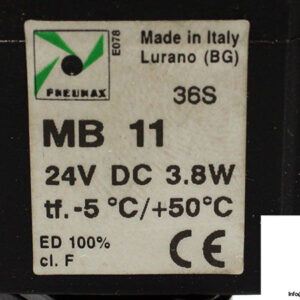 PNEUMAX
E078
Made in Italy
Lurano (BG)
36S
MB 11
24V DC 3.8W
tf. -5 °C/+50°C
ED 100%
cl. F
CE